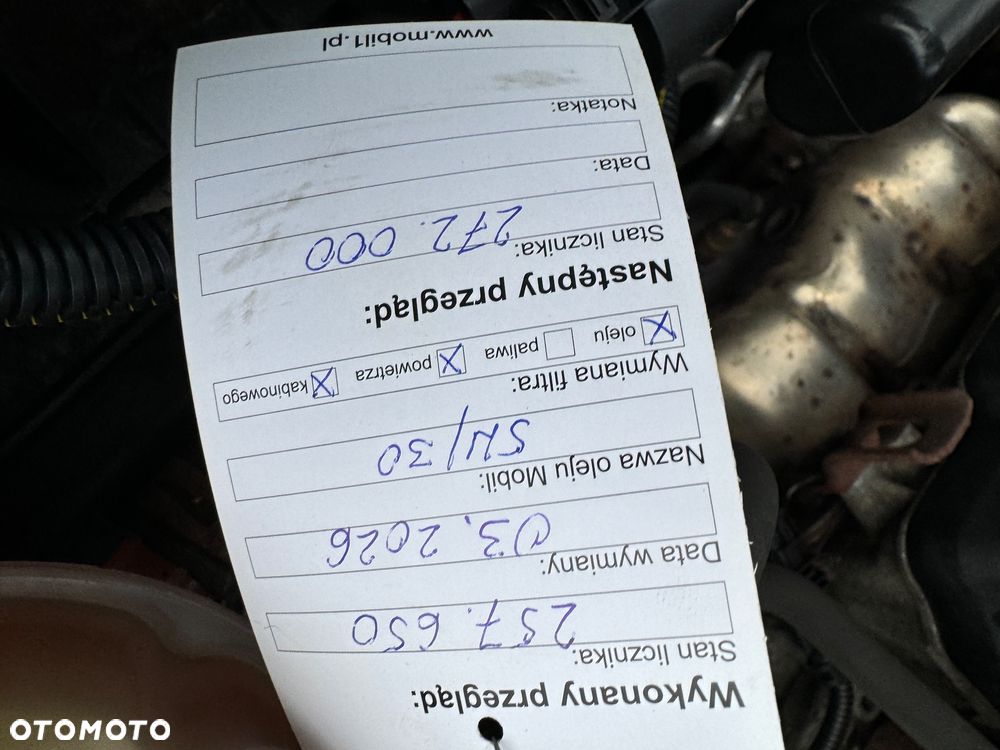 Wykonany przegląd:
Stan licznika:
257.650
Data wymiany:
03.2026
Nazwa oleju Mobil:
5W/30
Wymiana filtra:
X oleju paliwa X powietrza X kabinowego
Następny przegląd:
Stan licznika:
272.000
Data:
Notatka:
www.mobil1.pl
OTOMOTO